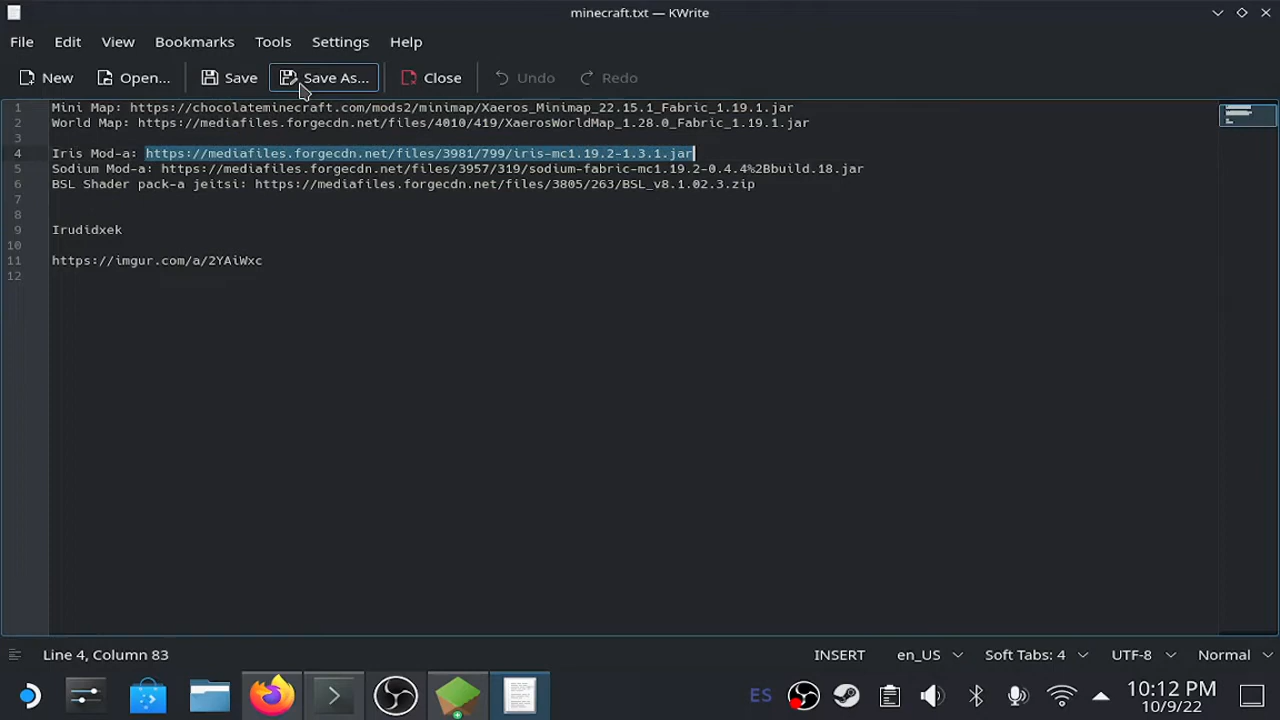 minecraft.txt — KWrite
File Edit View Bookmarks Tools Settings Help
New Open... Save Save As... Close Undo Redo
1 Mini Map: https://chocolateminecraft.com/mods2/minimap/Xaeros_Minimap_22.15.1_Fabric_1.19.1.jar
2 World Map: https://mediafiles.forgecdn.net/files/4010/419/XaerosWorldMap_1.28.0_Fabric_1.19.1.jar
3
4 Iris Mod-a: https://mediafiles.forgecdn.net/files/3981/799/iris-mc1.19.2-1.3.1.jar
5 Sodium Mod-a: https://mediafiles.forgecdn.net/files/3957/319/sodium-fabric-mc1.19.2-0.4.4%2Bbuild.18.jar
6 BSL Shader pack-a jeitsi: https://mediafiles.forgecdn.net/files/3805/263/BSL_v8.1.02.3.zip
7
8
9 Irudidxek
10
11 https://imgur.com/a/2YAiWxc
12
Line 4, Column 83 INSERT en_US Soft Tabs: 4 UTF-8 Normal
ES 10:12 PM
10/9/22